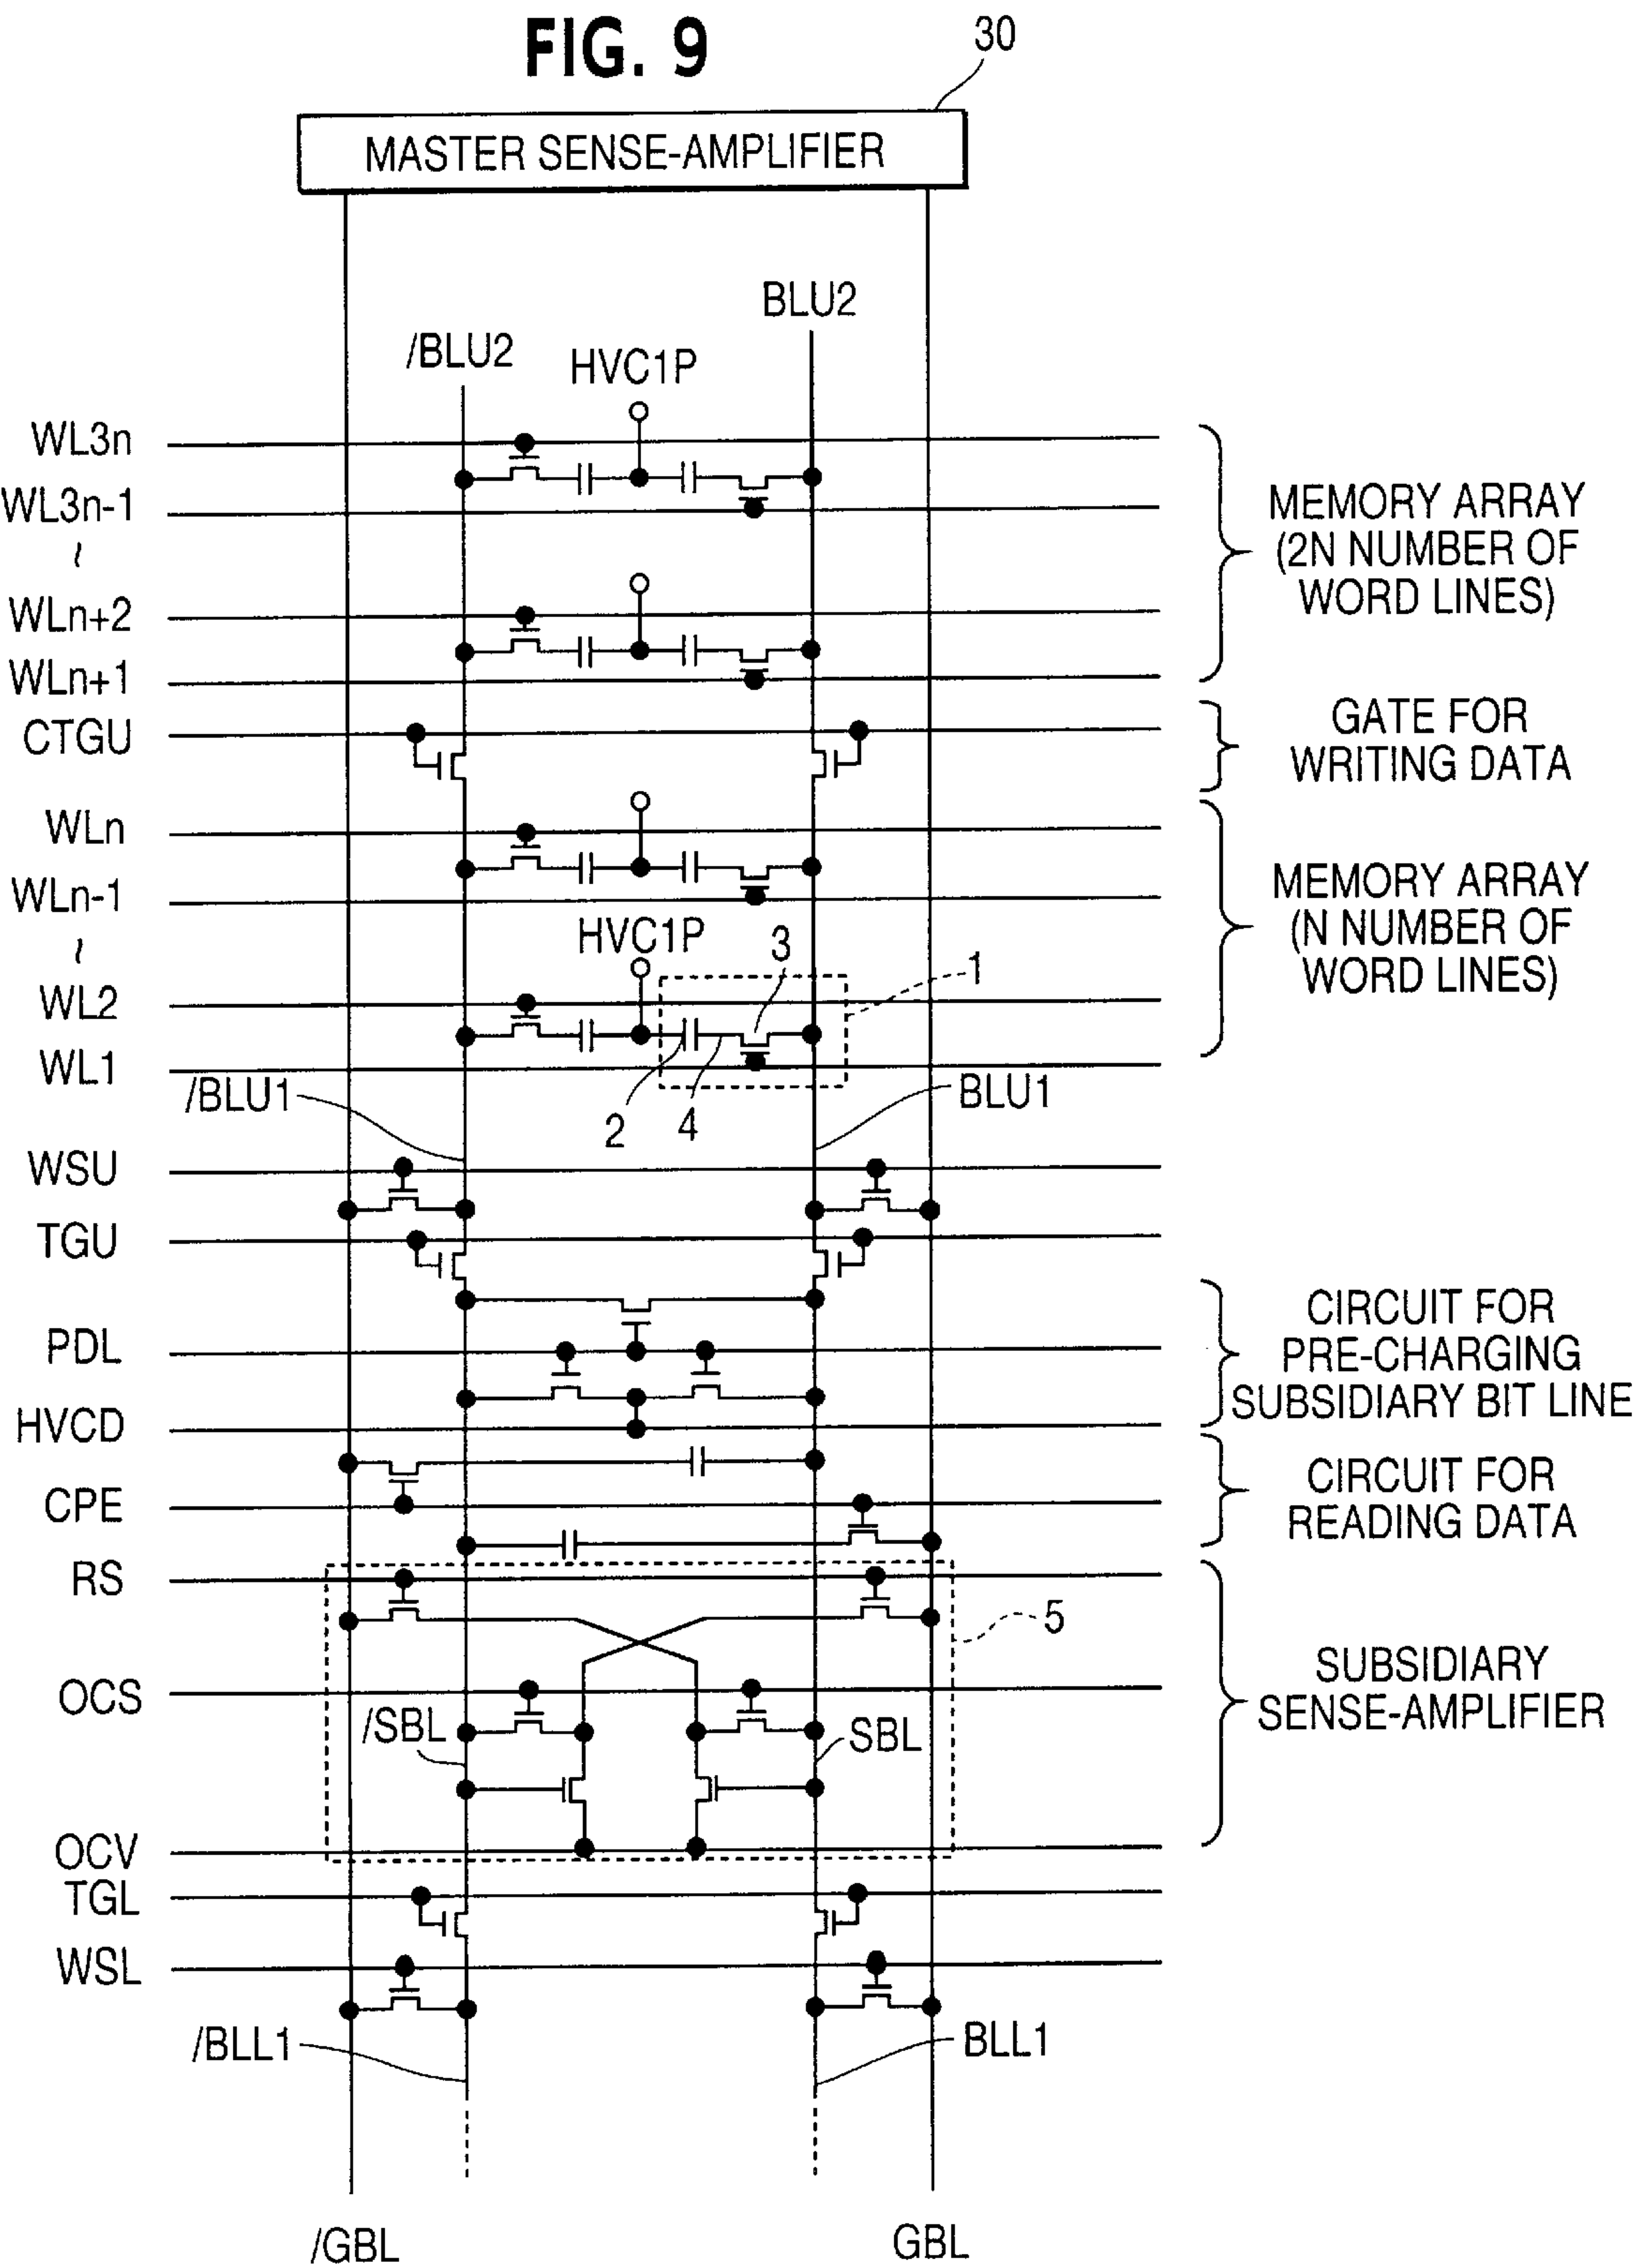 FIG. 9
30
MASTER SENSE-AMPLIFIER
BLU2
/BLU2
HVC1P
WL3n
WL3n-1
~
WLn+2
WLn+1
MEMORY ARRAY
(2N NUMBER OF
WORD LINES)
CTGU
GATE FOR
WRITING DATA
WLn
WLn-1
~
HVC1P
3
1
WL2
WL1
MEMORY ARRAY
(N NUMBER OF
WORD LINES)
/BLU1
2
4
BLU1
WSU
TGU
PDL
HVCD
CIRCUIT FOR
PRE-CHARGING
SUBSIDIARY BIT LINE
CPE
CIRCUIT FOR
READING DATA
RS
5
OCS
/SBL
SBL
SUBSIDIARY
SENSE-AMPLIFIER
OCV
TGL
WSL
/BLL1
BLL1
/GBL
GBL